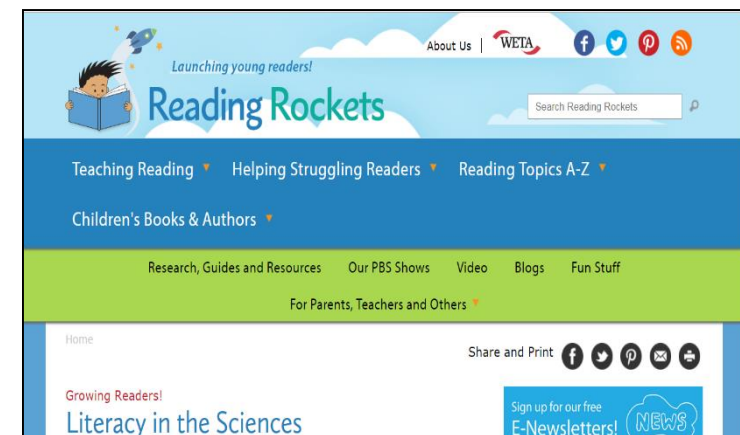 About Us | WETA
Launching young readers!
Reading Rockets
Search Reading Rockets
Teaching Reading Helping Struggling Readers Reading Topics A-Z
Children's Books & Authors
Research, Guides and Resources Our PBS Shows Video Blogs Fun Stuff
For Parents, Teachers and Others
Home
Share and Print
Growing Readers!
Literacy in the Sciences
Sign up for our free
E-Newsletters! NEWS